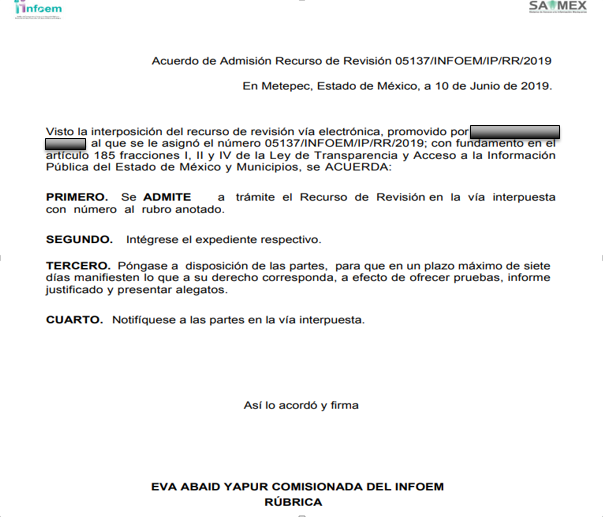 infoem
SAIMEX
Acuerdo de Admisión Recurso de Revisión 05137/INFOEM/IP/RR/2019
En Metepec, Estado de México, a 10 de Junio de 2019.
Visto la interposición del recurso de revisión vía electrónica, promovido por
al que se le asignó el número 05137/INFOEM/IP/RR/2019; con fundamento en el
artículo 185 fracciones I, II y IV de la Ley de Transparencia y Acceso a la Información
Pública del Estado de México y Municipios, se ACUERDA:
PRIMERO. Se ADMITE a trámite el Recurso de Revisión en la vía interpuesta
con número al rubro anotado.
SEGUNDO. Intégrese el expediente respectivo.
TERCERO. Póngase a disposición de las partes, para que en un plazo máximo de siete
días manifiesten lo que a su derecho corresponda, a efecto de ofrecer pruebas, informe
justificado y presentar alegatos.
CUARTO. Notifíquese a las partes en la vía interpuesta.
Así lo acordó y firma
EVA ABAID YAPUR COMISIONADA DEL INFOEM
RÚBRICA